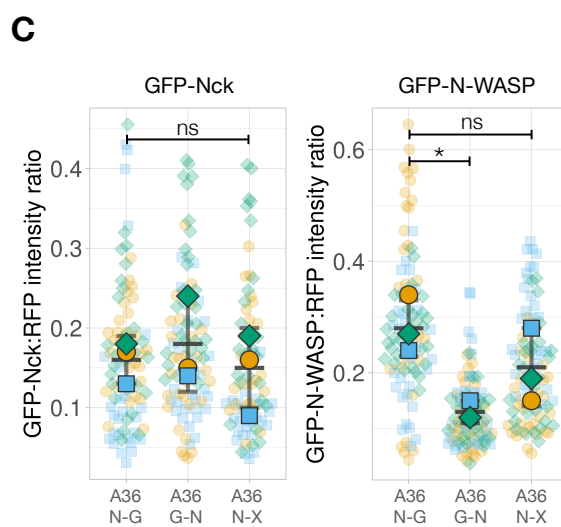 C
GFP-Nck
GFP-Nck:RFP intensity ratio
0.4
0.3
0.2
0.1
ns
A36 N-G
A36 G-N
A36 N-X
GFP-N-WASP
GFP-N-WASP:RFP intensity ratio
0.6
0.4
0.2
ns
*
A36 N-G
A36 G-N
A36 N-X